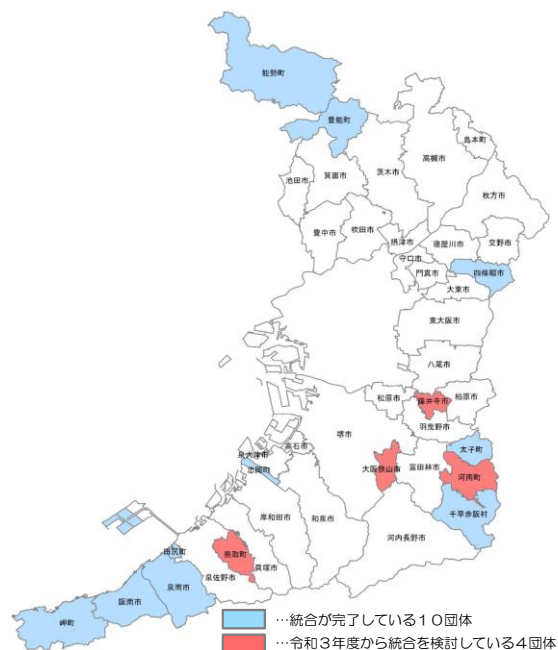 能勢町
豊能町
島本町
高槻市
茨木市
箕面市
池田市
枚方市
豊中市
吹田市
摂津市
寝屋川市
交野市
守口市
門真市
四條畷市
大東市
東大阪市
八尾市
松原市
藤井寺市
柏原市
羽曳野市
堺市
高石市
泉大津市
忠岡町
大阪狭山市
富田林市
太子町
河南町
千早赤阪村
岸和田市
和泉市
河内長野市
熊取町
貝塚市
田尻町
泉佐野市
泉南市
阪南市
岬町
…統合が完了している１０団体
…令和３年度から統合を検討している４団体